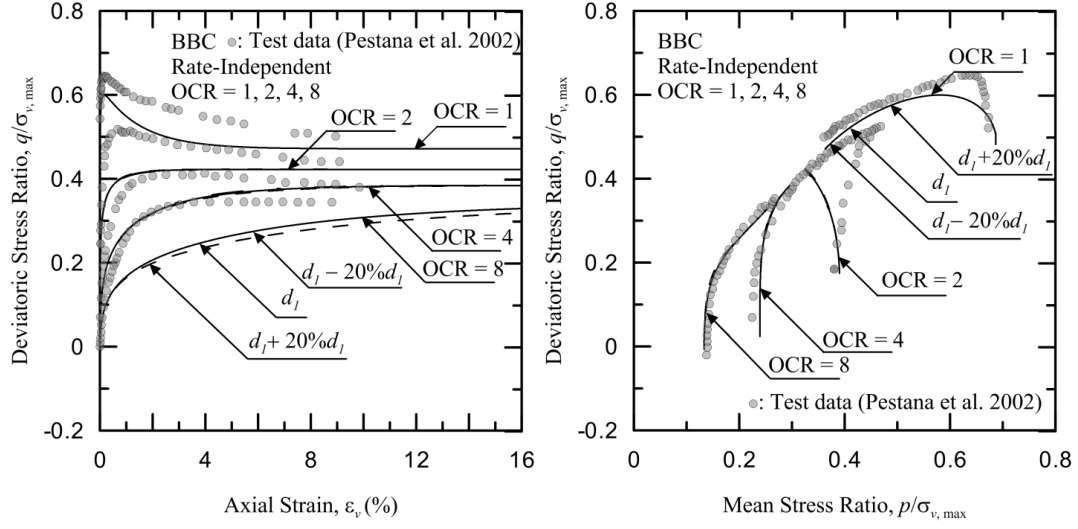 0.8
0.6
0.4
0.2
0
-0.2
Deviatoric Stress Ratio, q/σv, max
BBC : Test data (Pestana et al. 2002)
Rate-Independent
OCR = 1, 2, 4, 8
OCR = 2
OCR = 1
OCR = 4
OCR = 8
d1 − 20%d1
d1
d1+ 20%d1
0 4 8 12 16
Axial Strain, εv (%)
0.8
0.6
0.4
0.2
0
-0.2
Deviatoric Stress Ratio, q/σv, max
BBC
Rate-Independent
OCR = 1, 2, 4, 8
OCR = 1
d1+20%d1
d1
d1− 20%d1
OCR = 2
OCR = 4
OCR = 8
: Test data (Pestana et al. 2002)
0 0.2 0.4 0.6 0.8
Mean Stress Ratio, p/σv, max